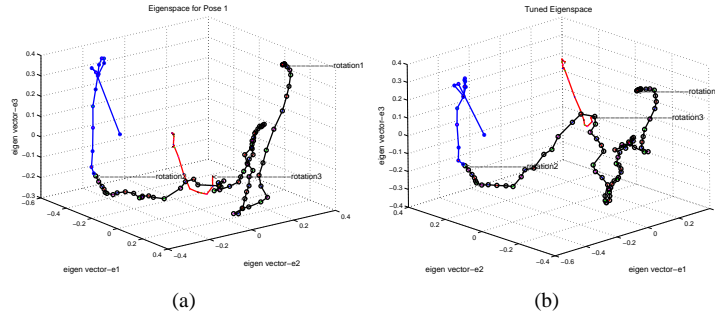 Eigenspace for Pose 1
0.4
0.3
0.2
0.1
0
−0.1
−0.2
−0.3
−0.6
−0.4
−0.2
0
0.2
0.4
−0.4
−0.2
0
0.2
0.4
eigen vector−e3
eigen vector−e1
eigen vector−e2
rotation1
rotation2
rotation3
(a)
Tuned Eigenspace
0.4
0.3
0.2
0.1
0
−0.1
−0.2
−0.3
−0.4
0.4
0.2
0
−0.2
−0.4
−0.6
−0.4
−0.2
0
0.2
0.4
eigen vector−e3
eigen vector−e2
eigen vector−e1
rotation
rotation3
rotation2
(b)